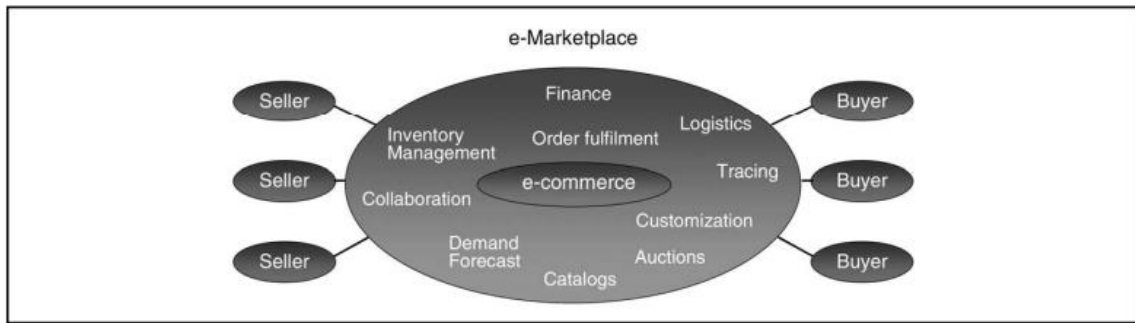 e-Marketplace
Seller
Finance
Buyer
Logistics
Inventory
Management
Order fulfilment
Seller
e-commerce
Tracing
Buyer
Collaboration
Customization
Seller
Demand
Forecast
Auctions
Buyer
Catalogs